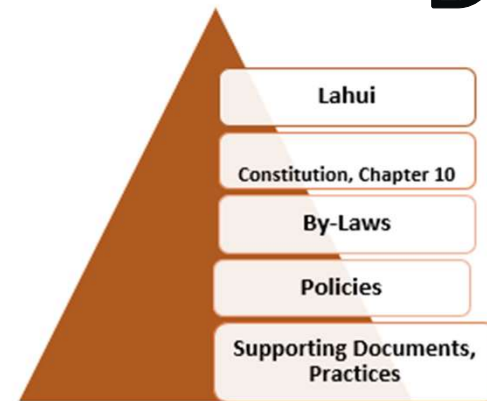 Lahui
Constitution, Chapter 10
By-Laws
Policies
Supporting Documents,
Practices